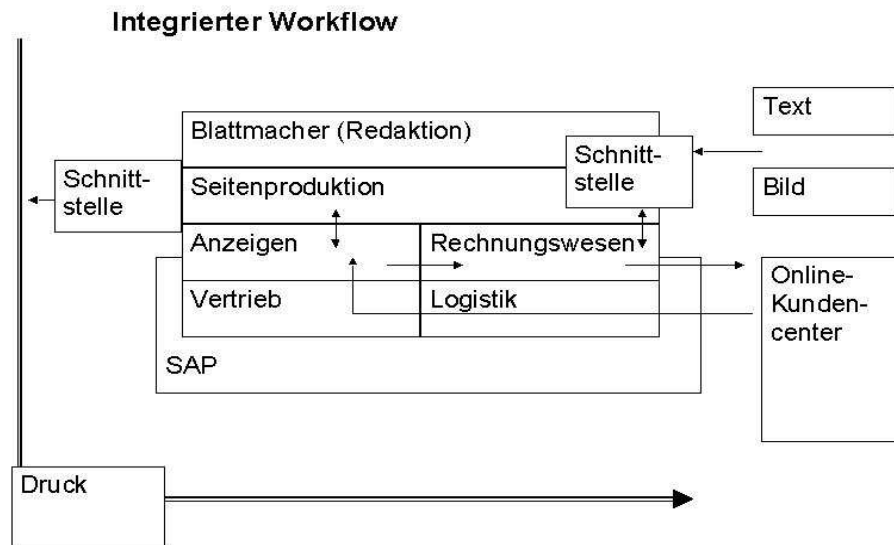 Integrierter Workflow
Text
Blattmacher (Redaktion)
Schnitt-
stelle
Schnitt-
stelle
Seitenproduktion
Bild
Anzeigen
Rechnungswesen
Online-
Kunden-
center
Vertrieb
Logistik
SAP
Druck